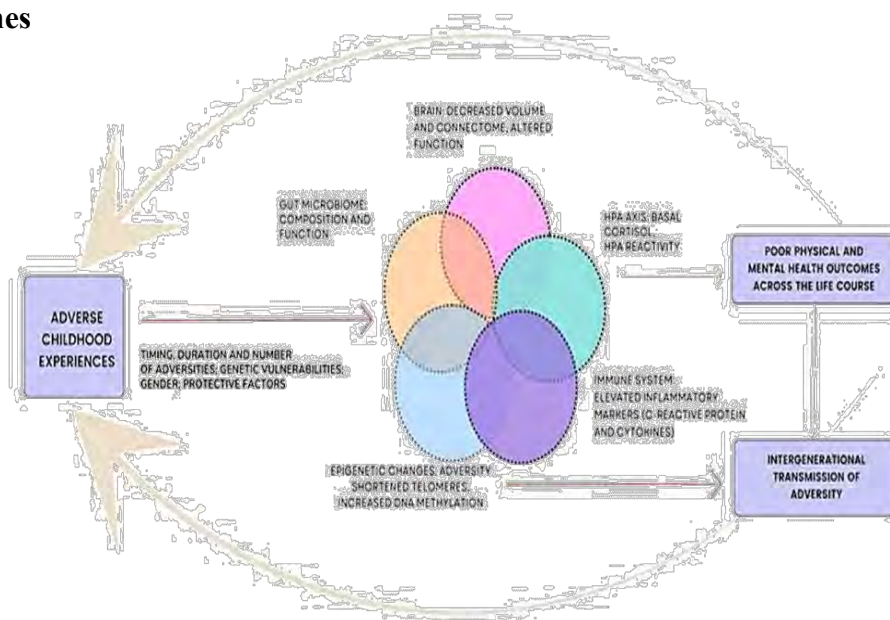 nes
BRAIN: DECREASED VOLUME
AND CONNECTOME, ALTERED
FUNCTION
GUT MICROBIOME:
COMPOSITION AND
FUNCTION
HPA AXIS: BASAL
CORTISOL
HPA REACTIVITY
POOR PHYSICAL AND
MENTAL HEALTH OUTCOMES
ACROSS THE LIFE COURSE
ADVERSE
CHILDHOOD
EXPERIENCES
TIMING, DURATION AND NUMBER
OF ADVERSITIES; GENETIC VULNERABILITIES;
GENDER; PROTECTIVE FACTORS
IMMUNE SYSTEM:
ELEVATED INFLAMMATORY
MARKERS (C-REACTIVE PROTEIN
AND CYTOKINES)
EPIGENETIC CHANGES: ADVERSITY
SHORTENED TELOMERES,
INCREASED DNA METHYLATION
INTERGENERATIONAL
TRANSMISSION OF
ADVERSITY